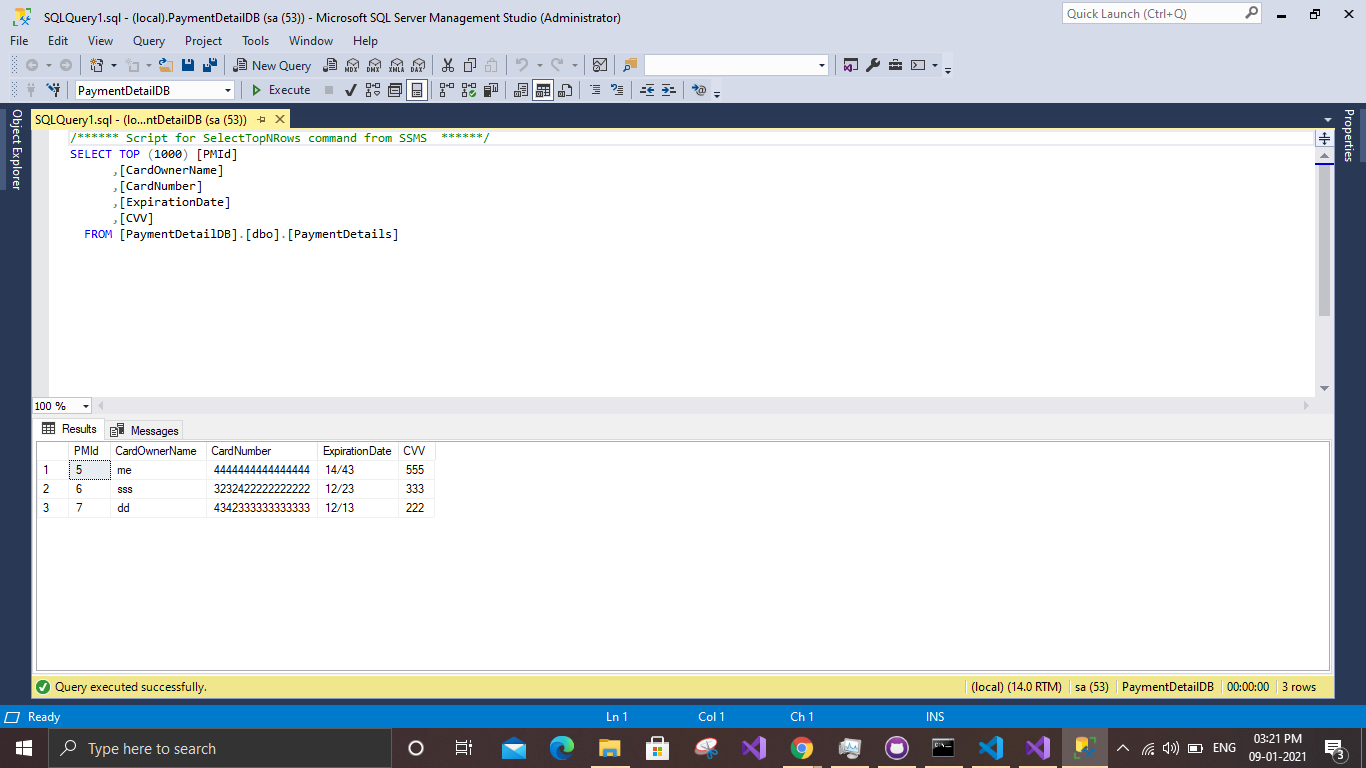 SQLQuery1.sql - (local).PaymentDetailDB (sa (53)) - Microsoft SQL Server Management Studio (Administrator)
Quick Launch (Ctrl+Q)
File Edit View Query Project Tools Window Help
New Query
MDX DMX XMLA DAX
PaymentDetailDB
Execute
Object Explorer
SQLQuery1.sql - (lo...ntDetailDB (sa (53))
Properties
/****** Script for SelectTopNRows command from SSMS ******/
SELECT TOP (1000) [PMId]
,[CardOwnerName]
,[CardNumber]
,[ExpirationDate]
,[CVV]
FROM [PaymentDetailDB].[dbo].[PaymentDetails]
100 %
Results Messages
PMId CardOwnerName CardNumber ExpirationDate CVV
1 5 me 4444444444444444 14/43 555
2 6 sss 3232422222222222 12/23 333
3 7 dd 4342333333333333 12/13 222
Query executed successfully.
(local) (14.0 RTM) sa (53) PaymentDetailDB 00:00:00 3 rows
Ready Ln 1 Col 1 Ch 1 INS
Type here to search
ENG
03:21 PM
09-01-2021
3